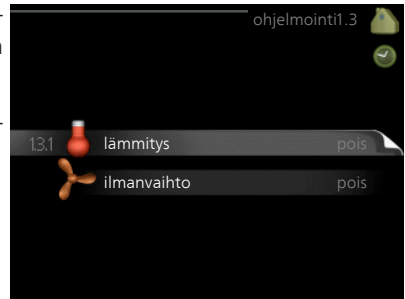 ohjelmointi1.3
1.3.1 lämmitys pois
ilmanvaihto pois